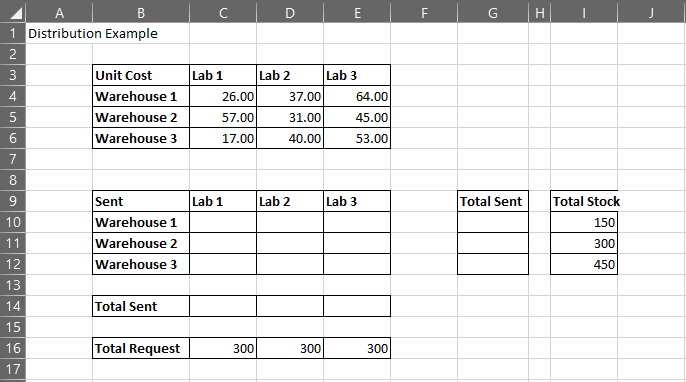 A B C D E F G H I J
1 Distribution Example
2
3 Unit Cost Lab 1 Lab 2 Lab 3
4 Warehouse 1 26.00 37.00 64.00
5 Warehouse 2 57.00 31.00 45.00
6 Warehouse 3 17.00 40.00 53.00
7
8
9 Sent Lab 1 Lab 2 Lab 3 Total Sent Total Stock
10 Warehouse 1 150
11 Warehouse 2 300
12 Warehouse 3 450
13
14 Total Sent
15
16 Total Request 300 300 300
17